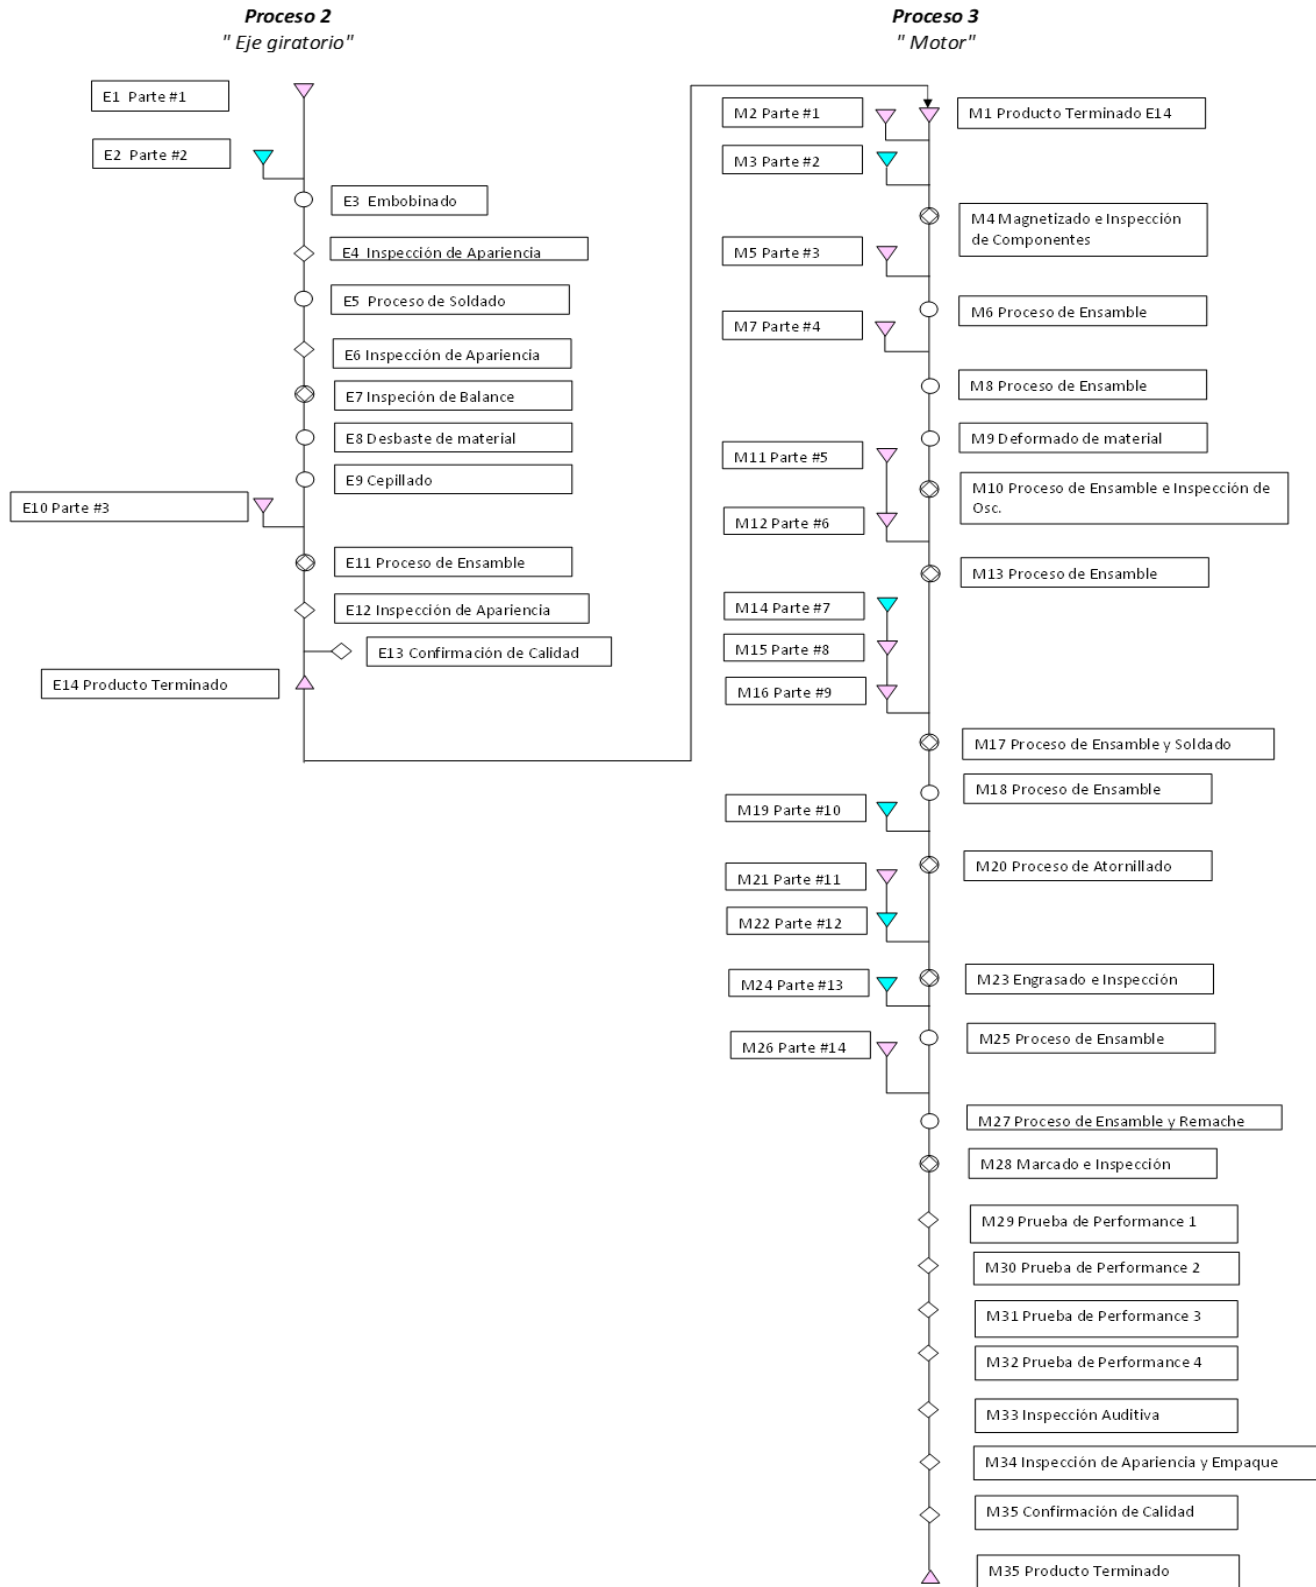 Proceso 2
" Eje giratorio"
E1 Parte #1
E2 Parte #2
E3 Embobinado
E4 Inspección de Apariencia
E5 Proceso de Soldado
E6 Inspección de Apariencia
E7 Inspeción de Balance
E8 Desbaste de material
E9 Cepillado
E10 Parte #3
E11 Proceso de Ensamble
E12 Inspección de Apariencia
E13 Confirmación de Calidad
E14 Producto Terminado
Proceso 3
" Motor"
M1 Producto Terminado E14
M2 Parte #1
M3 Parte #2
M4 Magnetizado e Inspección
de Componentes
M5 Parte #3
M6 Proceso de Ensamble
M7 Parte #4
M8 Proceso de Ensamble
M9 Deformado de material
M11 Parte #5
M10 Proceso de Ensamble e Inspección de
Osc.
M12 Parte #6
M13 Proceso de Ensamble
M14 Parte #7
M15 Parte #8
M16 Parte #9
M17 Proceso de Ensamble y Soldado
M18 Proceso de Ensamble
M19 Parte #10
M20 Proceso de Atornillado
M21 Parte #11
M22 Parte #12
M23 Engrasado e Inspección
M24 Parte #13
M25 Proceso de Ensamble
M26 Parte #14
M27 Proceso de Ensamble y Remache
M28 Marcado e Inspección
M29 Prueba de Performance 1
M30 Prueba de Performance 2
M31 Prueba de Performance 3
M32 Prueba de Performance 4
M33 Inspección Auditiva
M34 Inspección de Apariencia y Empaque
M35 Confirmación de Calidad
M35 Producto Terminado